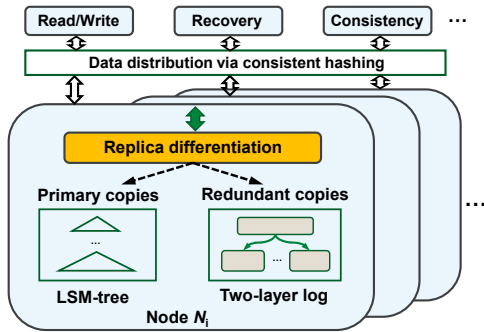 Read/Write Recovery Consistency ...
Data distribution via consistent hashing
Replica differentiation
Primary copies Redundant copies
...
... ...
LSM-tree Two-layer log
Node Ni
...